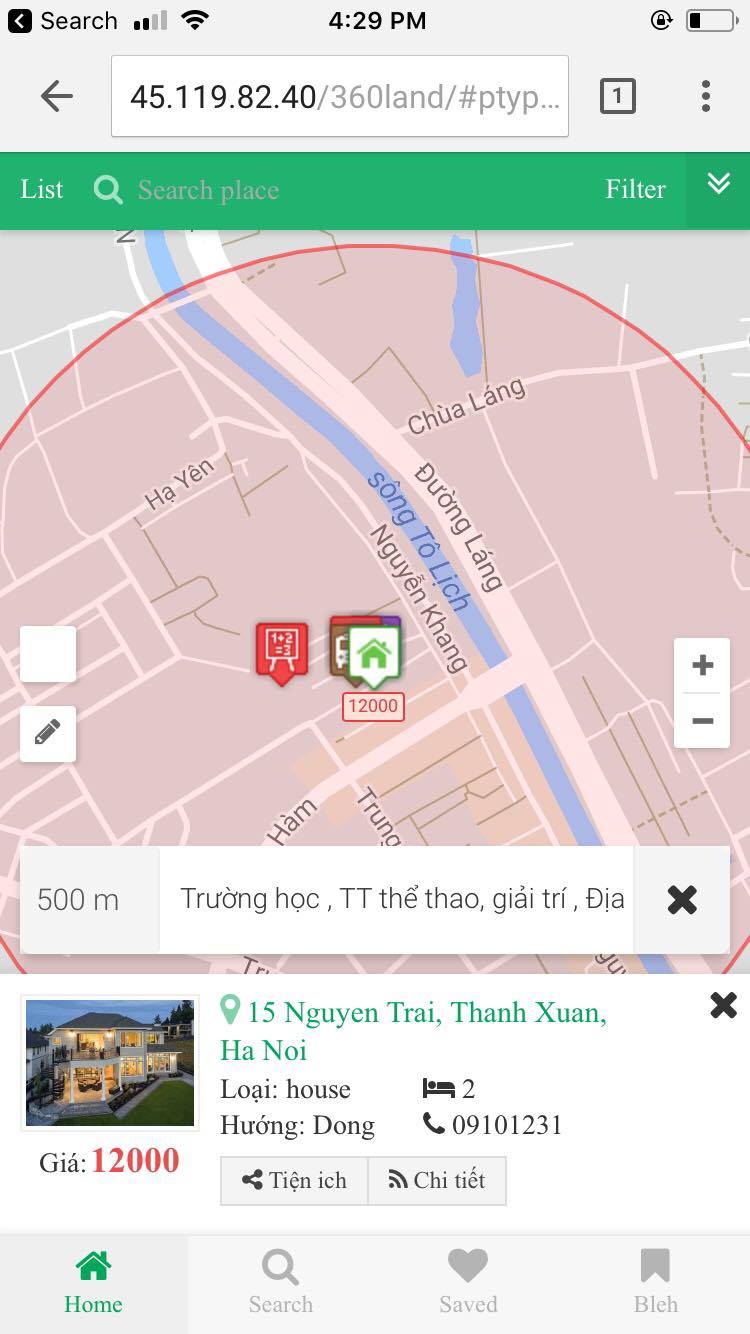 Search
4:29 PM
45.119.82.40/360land/#ptyp...
1
List
Search place
Filter
Chùa Láng
Hạ Yên
Đường Láng
sông Tô Lịch
Nguyễn Khang
1+2
=3
12000
Hàm
Trung
500 m
Trường học , TT thể thao, giải trí , Địa
15 Nguyen Trai, Thanh Xuan,
Ha Noi
Loại: house
2
Hướng: Dong
09101231
Giá: 12000
Tiện ich
Chi tiết
Home
Search
Saved
Bleh